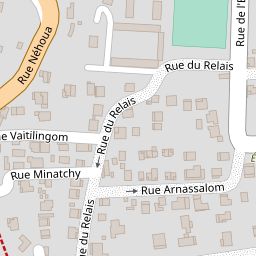 Rue Néhoua
Rue du Relais
Rue de l'
Rue du Relais
Vaitilingom
Rue Minatchy
Rue Arnassalom
Rue du Relais